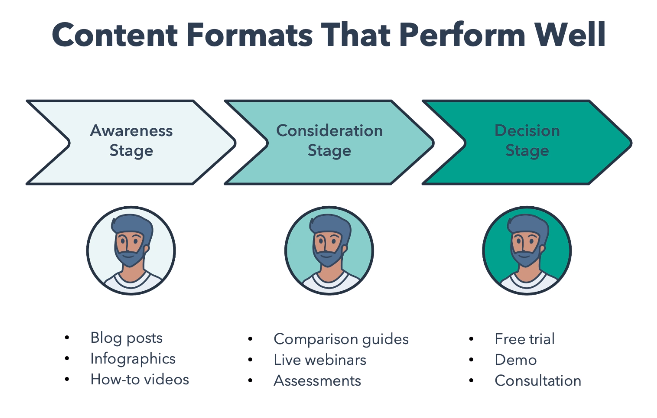 Content Formats That Perform Well
Awareness
Stage
Consideration
Stage
Decision
Stage
• Blog posts
• Infographics
• How-to videos
• Comparison guides
• Live webinars
• Assessments
• Free trial
• Demo
• Consultation